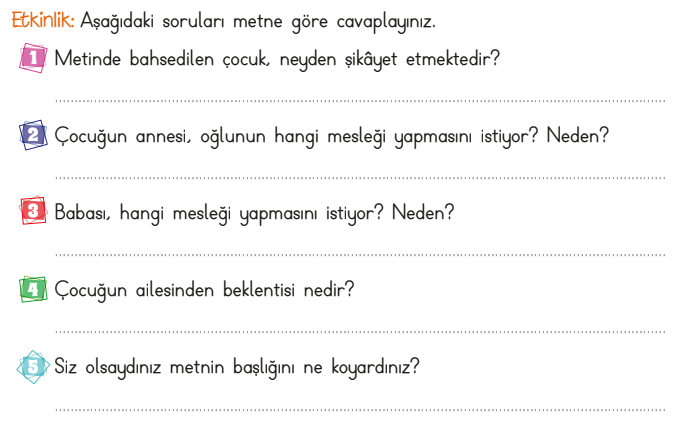 Etkinlik: Aşağıdaki soruları metne göre cavaplayınız.
1 Metinde bahsedilen çocuk, neyden şikâyet etmektedir?
2 Çocuğun annesi, oğlunun hangi mesleği yapmasını istiyor? Neden?
3 Babası, hangi mesleği yapmasını istiyor? Neden?
4 Çocuğun ailesinden beklentisi nedir?
5 Siz olsaydınız metnin başlığını ne koyardınız?